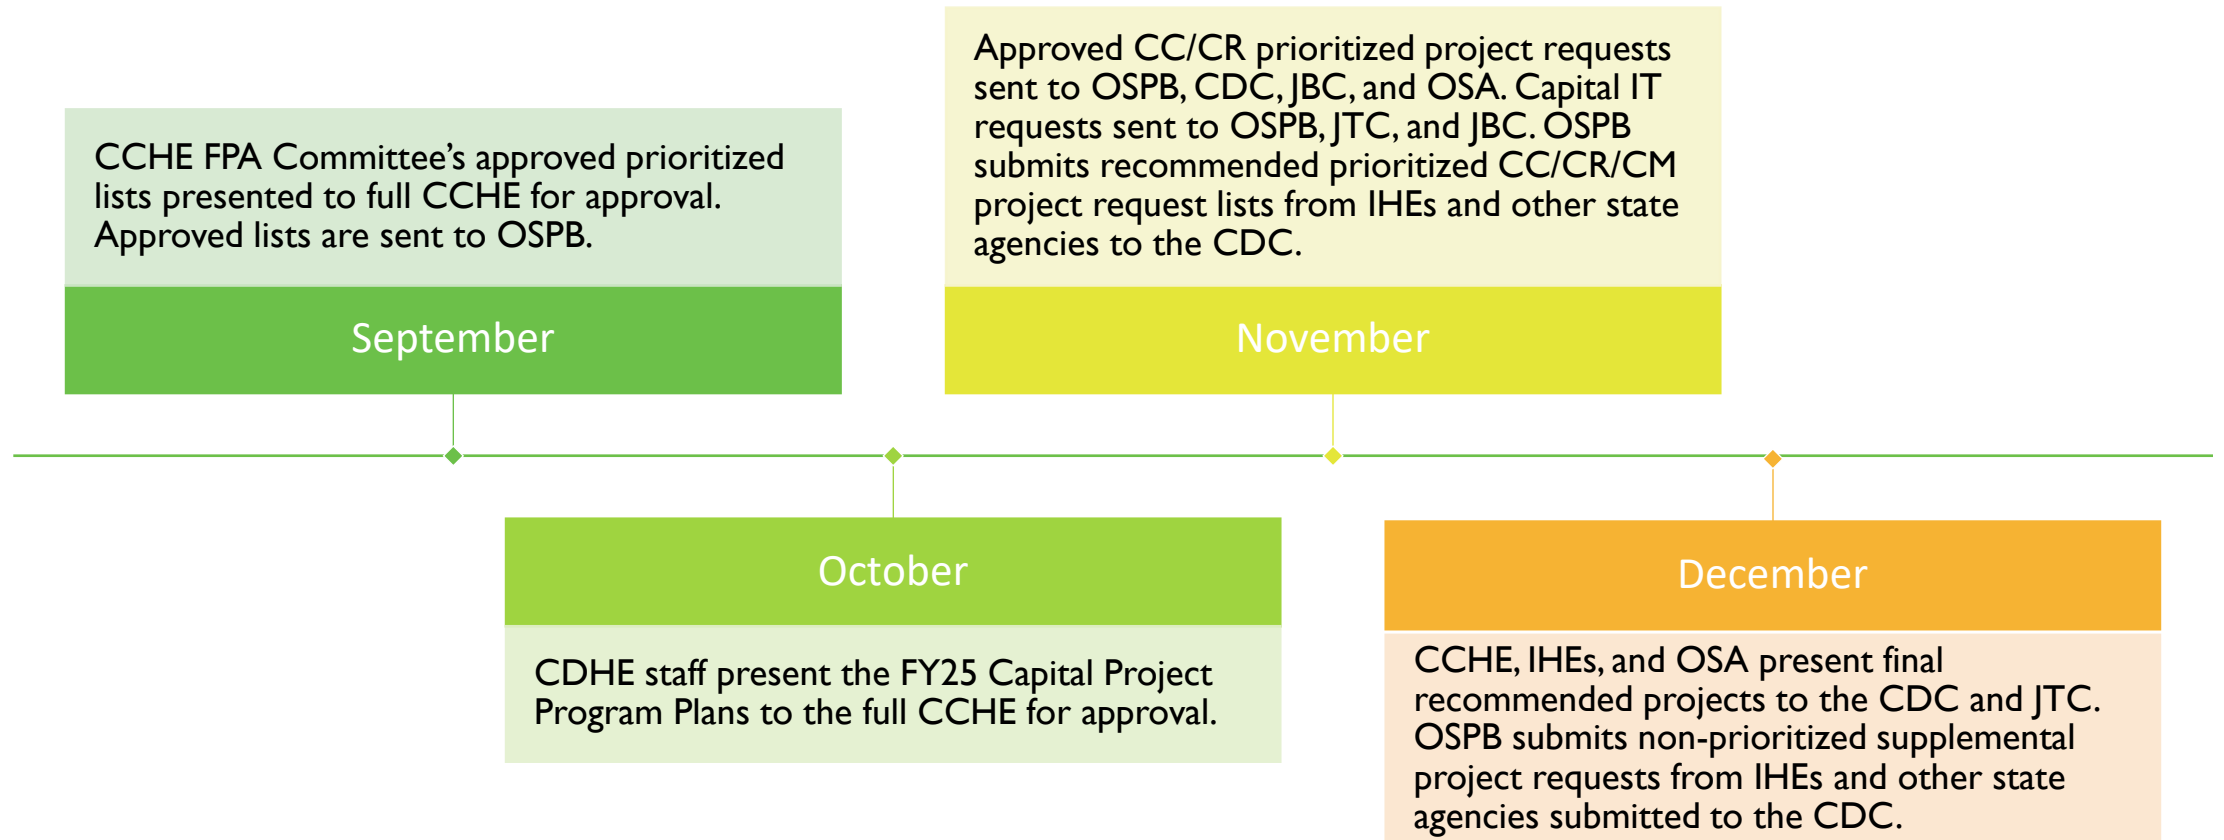 CCHE FPA Committee's approved prioritized
lists presented to full CCHE for approval.
Approved lists are sent to OSPB.
September
CDHE staff present the FY25 Capital Project
Program Plans to the full CCHE for approval.
October
Approved CC/CR prioritized project requests
sent to OSPB, CDC, JBC, and OSA. Capital IT
requests sent to OSPB, JTC, and JBC. OSPB
submits recommended prioritized CC/CR/CM
project request lists from IHEs and other state
agencies to the CDC.
November
December
CCHE, IHEs, and OSA present final
recommended projects to the CDC and JTC.
OSPB submits non-prioritized supplemental
project requests from IHEs and other state
agencies submitted to the CDC.